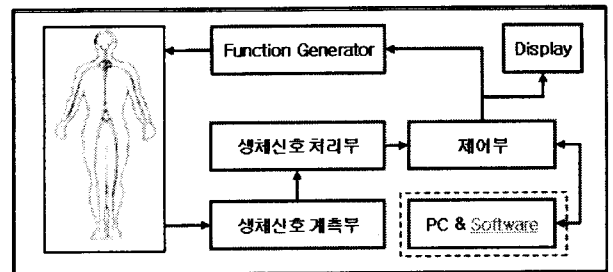 Function Generator
Display
생체신호 처리부
제어부
생체신호 계측부
PC & Software